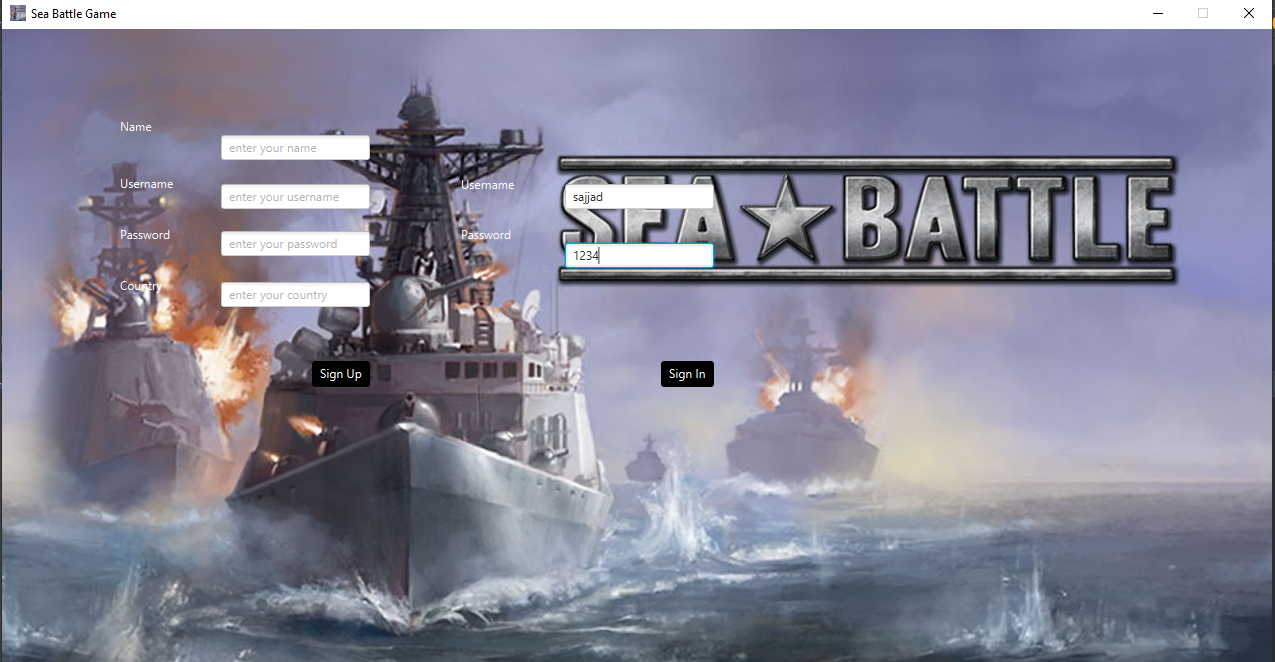 Sea Battle Game
Name
enter your name
Username
enter your username
Password
enter your password
Country
enter your country
Sign Up
Username
sajjad
Password
1234
Sign In
SEA BATTLE